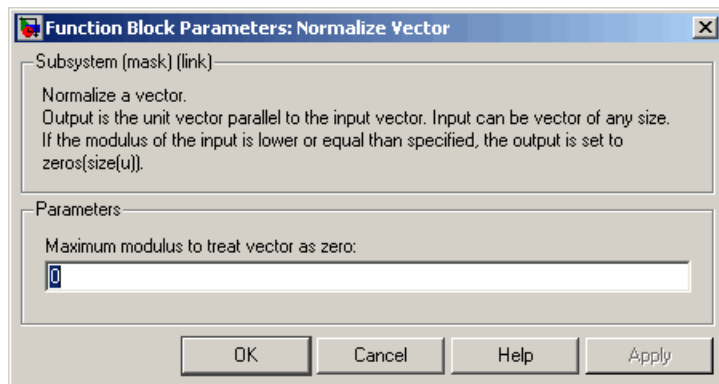 Function Block Parameters: Normalize Vector
Subsystem (mask) (link)
Normalize a vector.
Output is the unit vector parallel to the input vector. Input can be vector of any size.
If the modulus of the input is lower or equal than specified, the output is set to
zeros(size(u)).
Parameters
Maximum modulus to treat vector as zero:
0
OK Cancel Help Apply